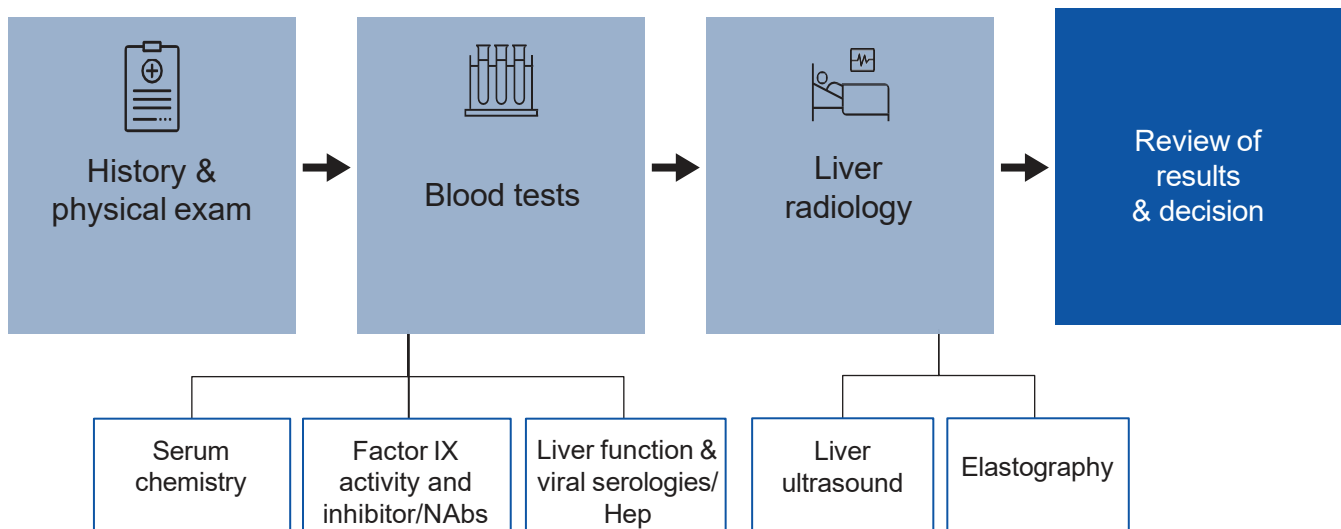 History &
physical exam
Blood tests
Liver
radiology
Review of
results
& decision
Serum
chemistry
Factor IX
activity and
inhibitor/NAbs
Liver function &
viral serologies/
Hep
Liver
ultrasound
Elastography